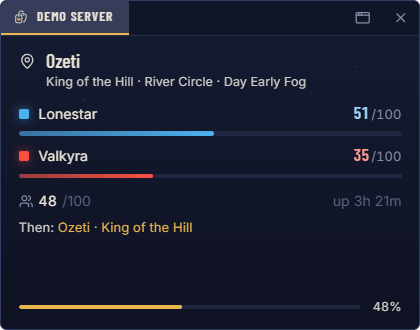 DEMO SERVER
Ozeti
King of the Hill · River Circle · Day Early Fog
Lonestar 51/100
Valkyra 35/100
48 /100 up 3h 21m
Then: Ozeti · King of the Hill
48%